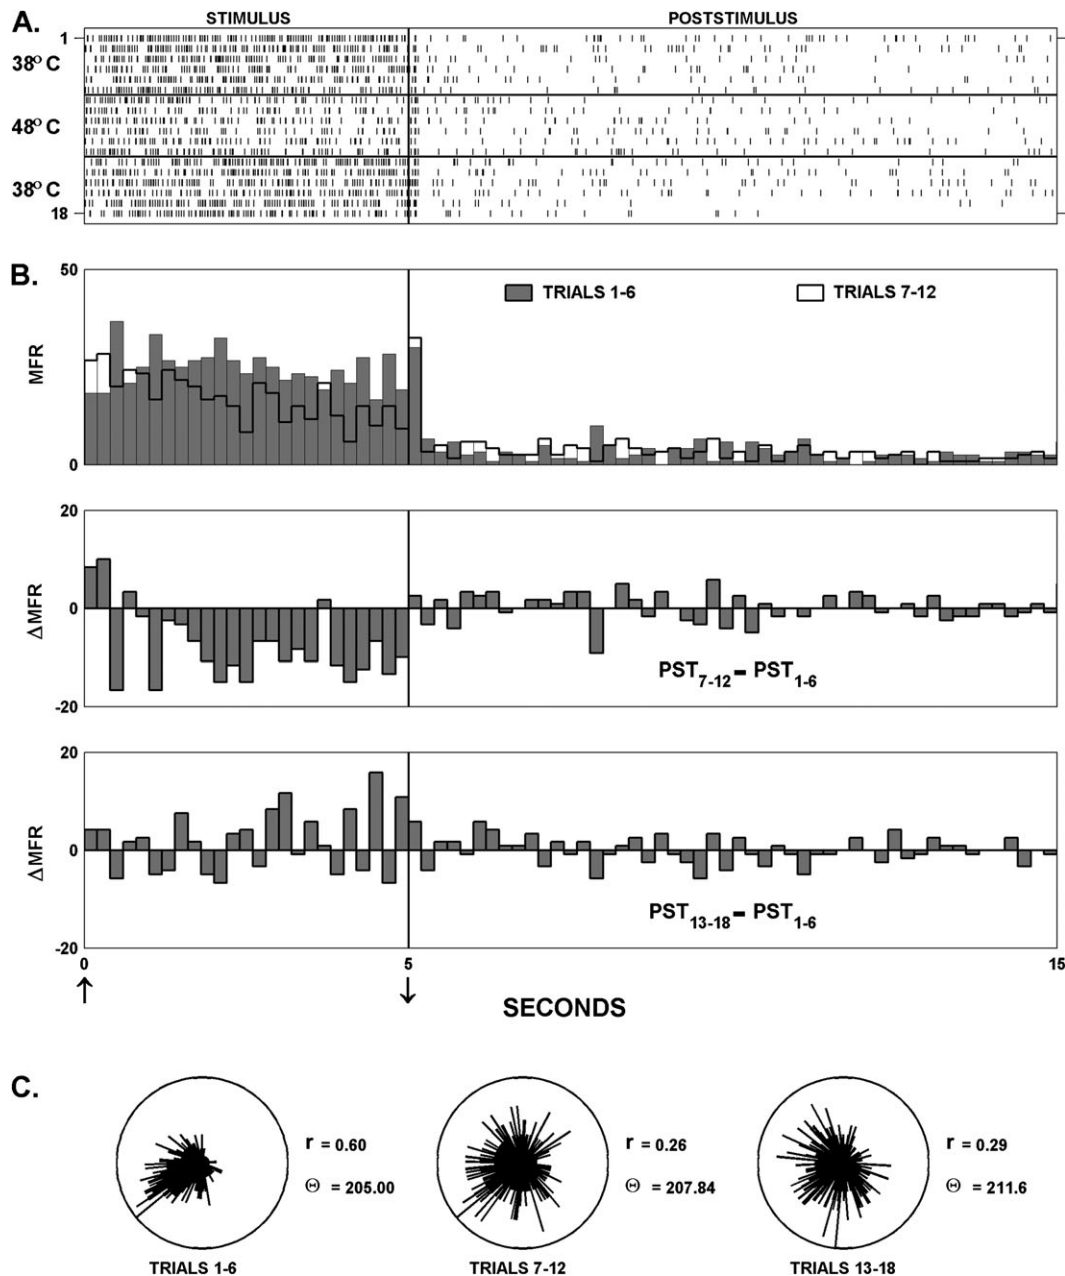 A. STIMULUS POSTSTIMULUS
1
38° C
48° C
38° C
18
B.
50
TRIALS 1-6 TRIALS 7-12
MFR
0
20
ΔMFR
0
PST7-12 - PST1-6
-20
20
ΔMFR
0
PST13-18 - PST1-6
-20
0 5 15
↑ ↓
SECONDS
C.
r = 0.60 r = 0.26 r = 0.29
Θ = 205.00 Θ = 207.84 Θ = 211.6
TRIALS 1-6 TRIALS 7-12 TRIALS 13-18